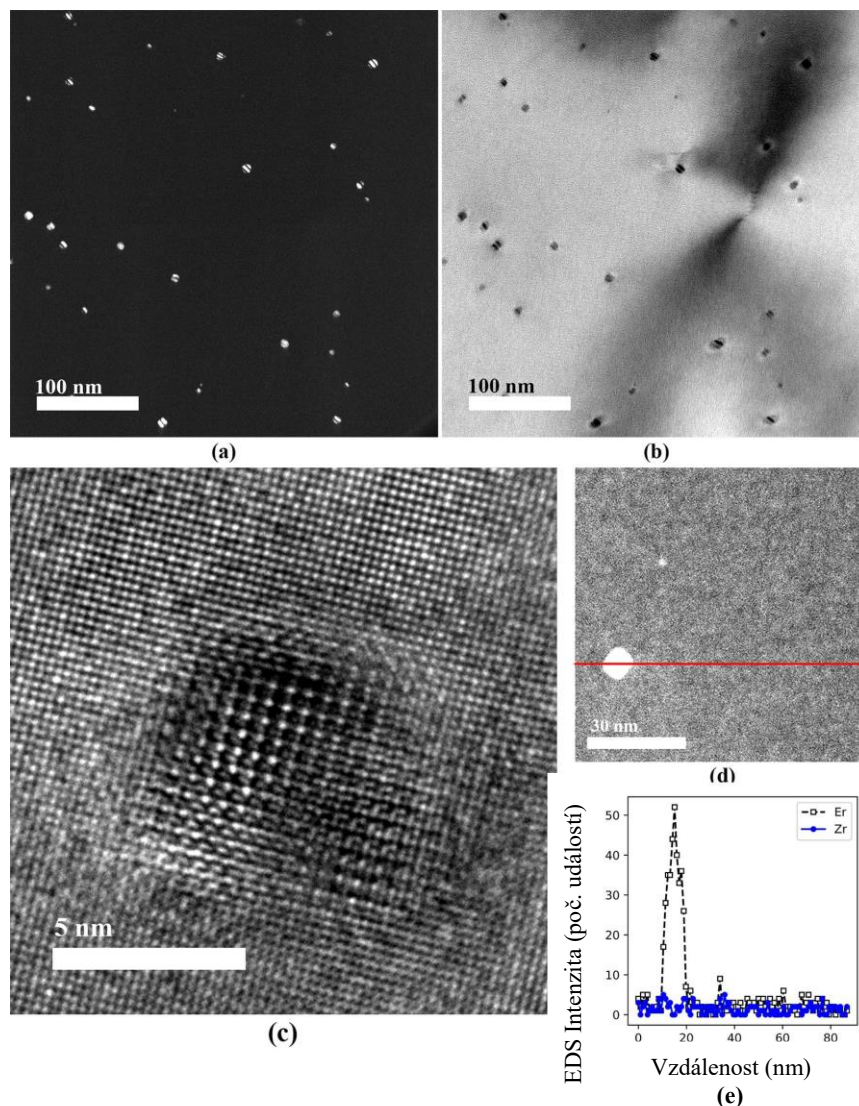 100 nm
100 nm
(a)
(b)
5 nm
(c)
30 nm
(d)
EDS Intenzita (poč. událostí)
50
40
30
20
10
0
Er
Zr
0
20
40
60
80
Vzdálenost (nm)
(e)